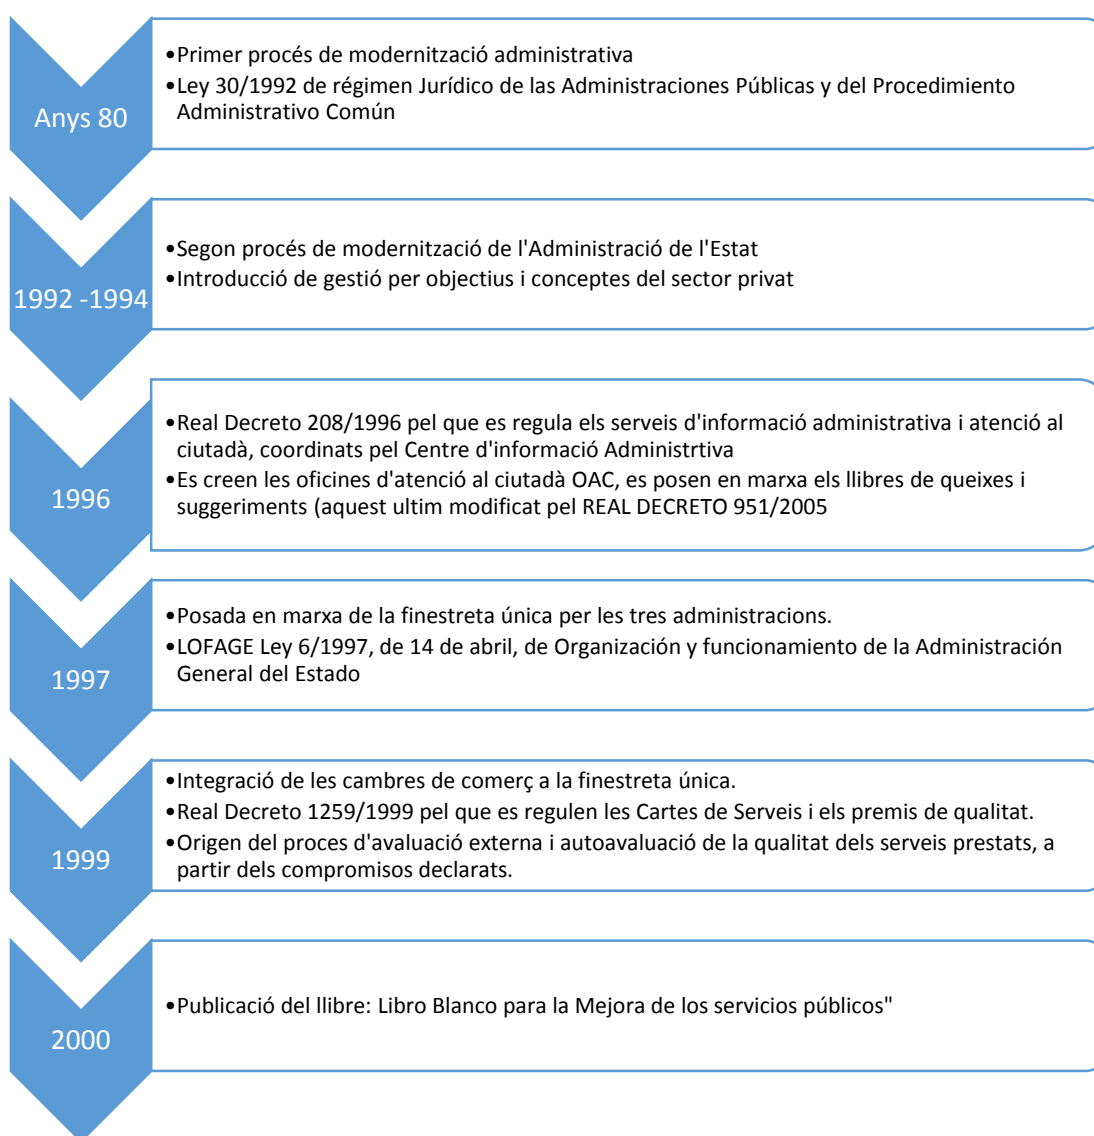 Anys 80
•Primer procés de modernització administrativa
•Ley 30/1992 de régimen Jurídico de las Administraciones Públicas y del Procedimiento
Administrativo Común
1992 -1994
•Segon procés de modernització de l'Administració de l'Estat
•Introducció de gestió per objectius i conceptes del sector privat
1996
•Real Decreto 208/1996 pel que es regula els serveis d'informació administrativa i atenció al
ciutadà, coordinats pel Centre d'informació Administrtiva
•Es creen les oficines d'atenció al ciutadà OAC, es posen en marxa els llibres de queixes i
suggeriments (aquest ultim modificat pel REAL DECRETO 951/2005
1997
•Posada en marxa de la finestreta única per les tres administracions.
•LOFAGE Ley 6/1997, de 14 de abril, de Organización y funcionamiento de la Administración
General del Estado
1999
•Integració de les cambres de comerç a la finestreta única.
•Real Decreto 1259/1999 pel que es regulen les Cartes de Serveis i els premis de qualitat.
•Origen del proces d'avaluació externa i autoavaluació de la qualitat dels serveis prestats, a
partir dels compromisos declarats.
2000
•Publicació del llibre: Libro Blanco para la Mejora de los servicios públicos"